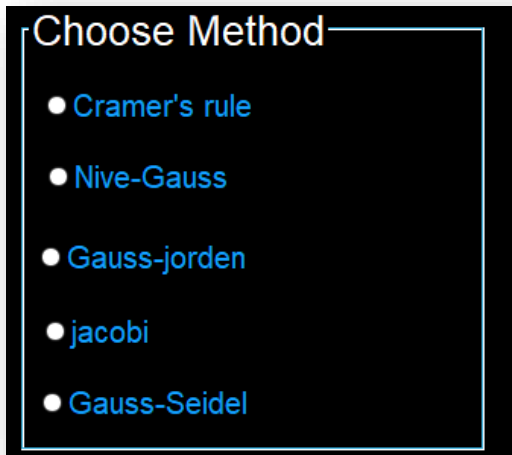 Choose Method
Cramer's rule
Nive-Gauss
Gauss-jorden
jacobi
Gauss-Seidel